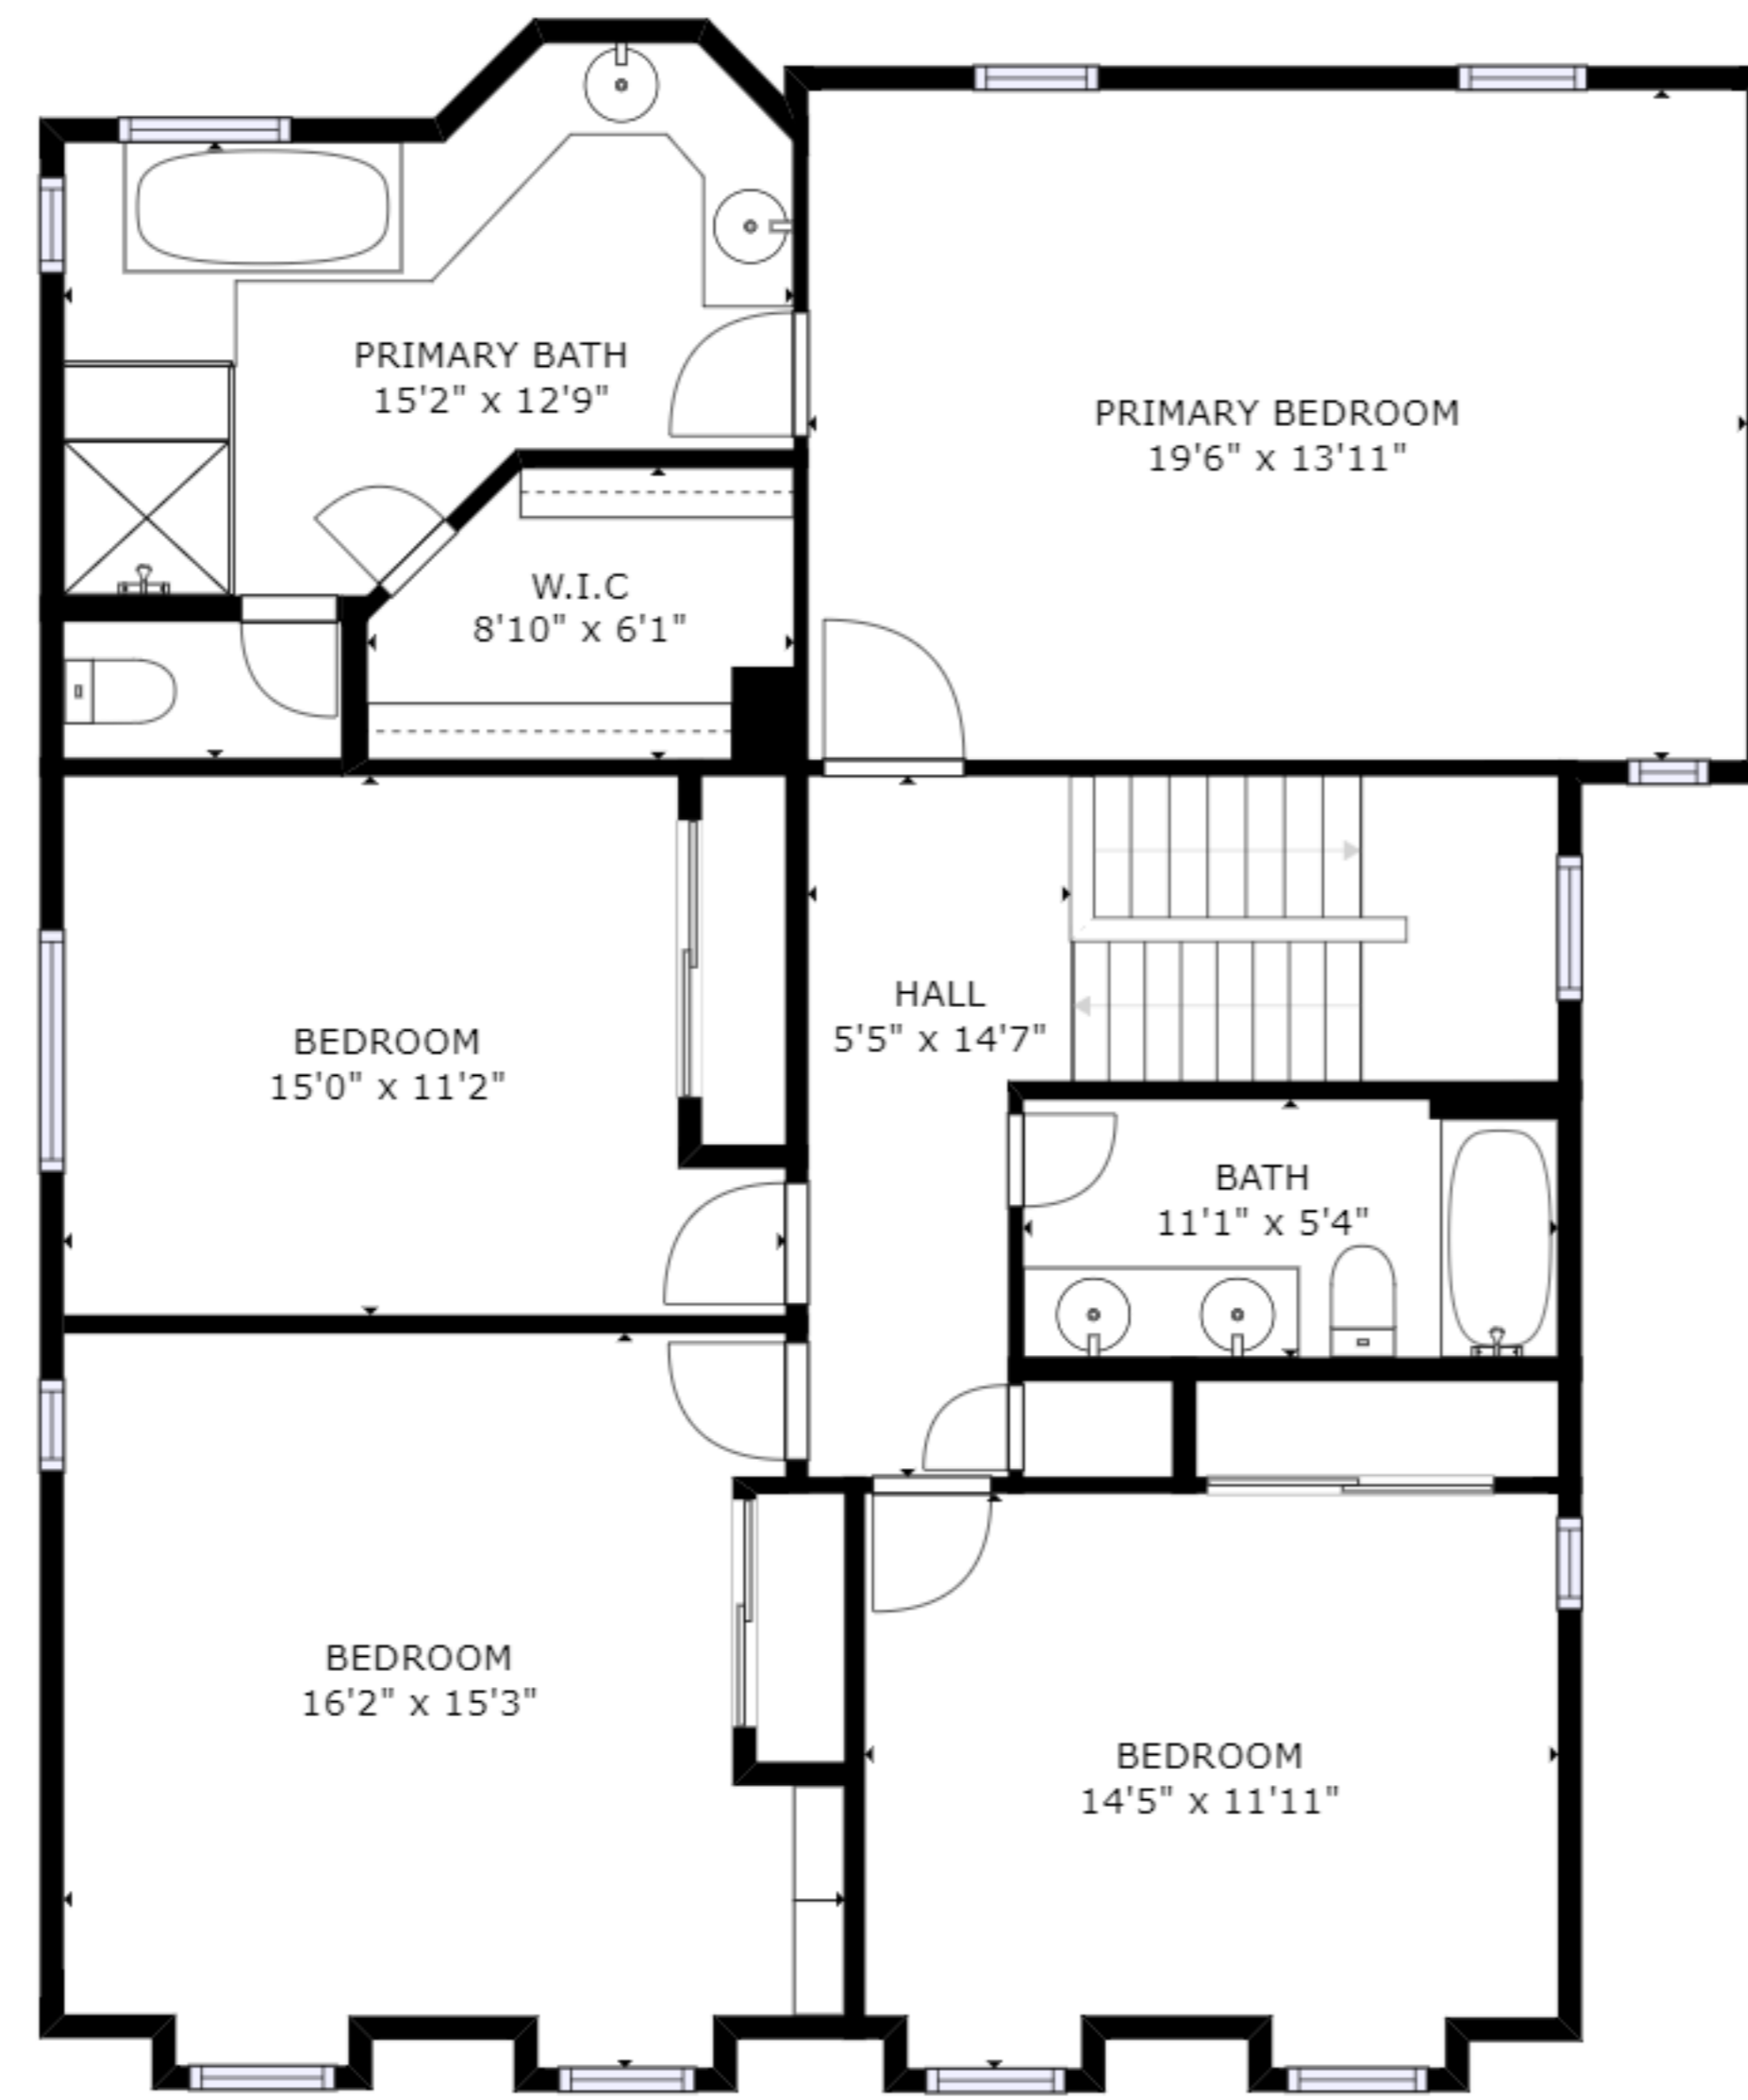 PRIMARY BATH
15'2" x 12'9"
PRIMARY BEDROOM
19'6" x 13'11"
W.I.C
8'10" x 6'1"
HALL
5'5" x 14'7"
BEDROOM
15'0" x 11'2"
BATH
11'1" x 5'4"
BEDROOM
16'2" x 15'3"
BEDROOM
14'5" x 11'11"